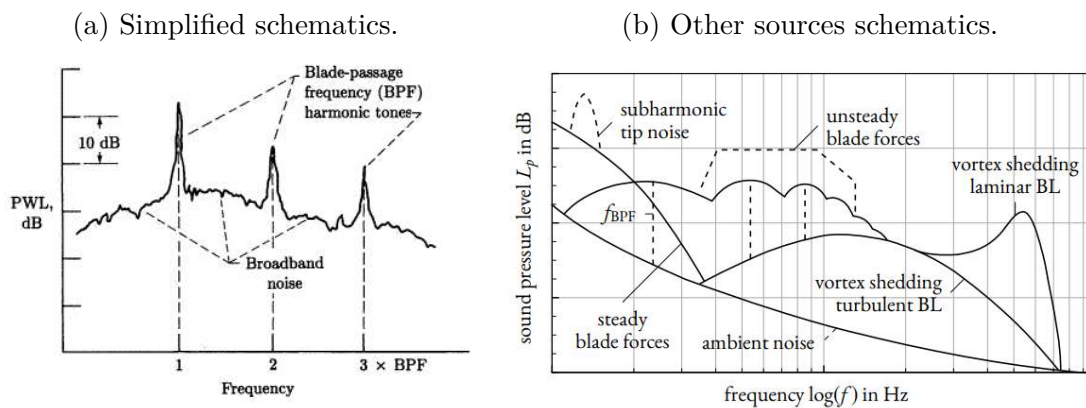 (a) Simplified schematics.
Blade-passage
frequency (BPF)
harmonic tones
10 dB
PWL,
dB
Broadband
noise
1
2
3 × BPF
Frequency
(b) Other sources schematics.
subharmonic
tip noise
unsteady
blade forces
vortex shedding
laminar BL
f_BPF
sound pressure level L_p in dB
steady
blade forces
ambient noise
vortex shedding
turbulent BL
frequency log(f) in Hz